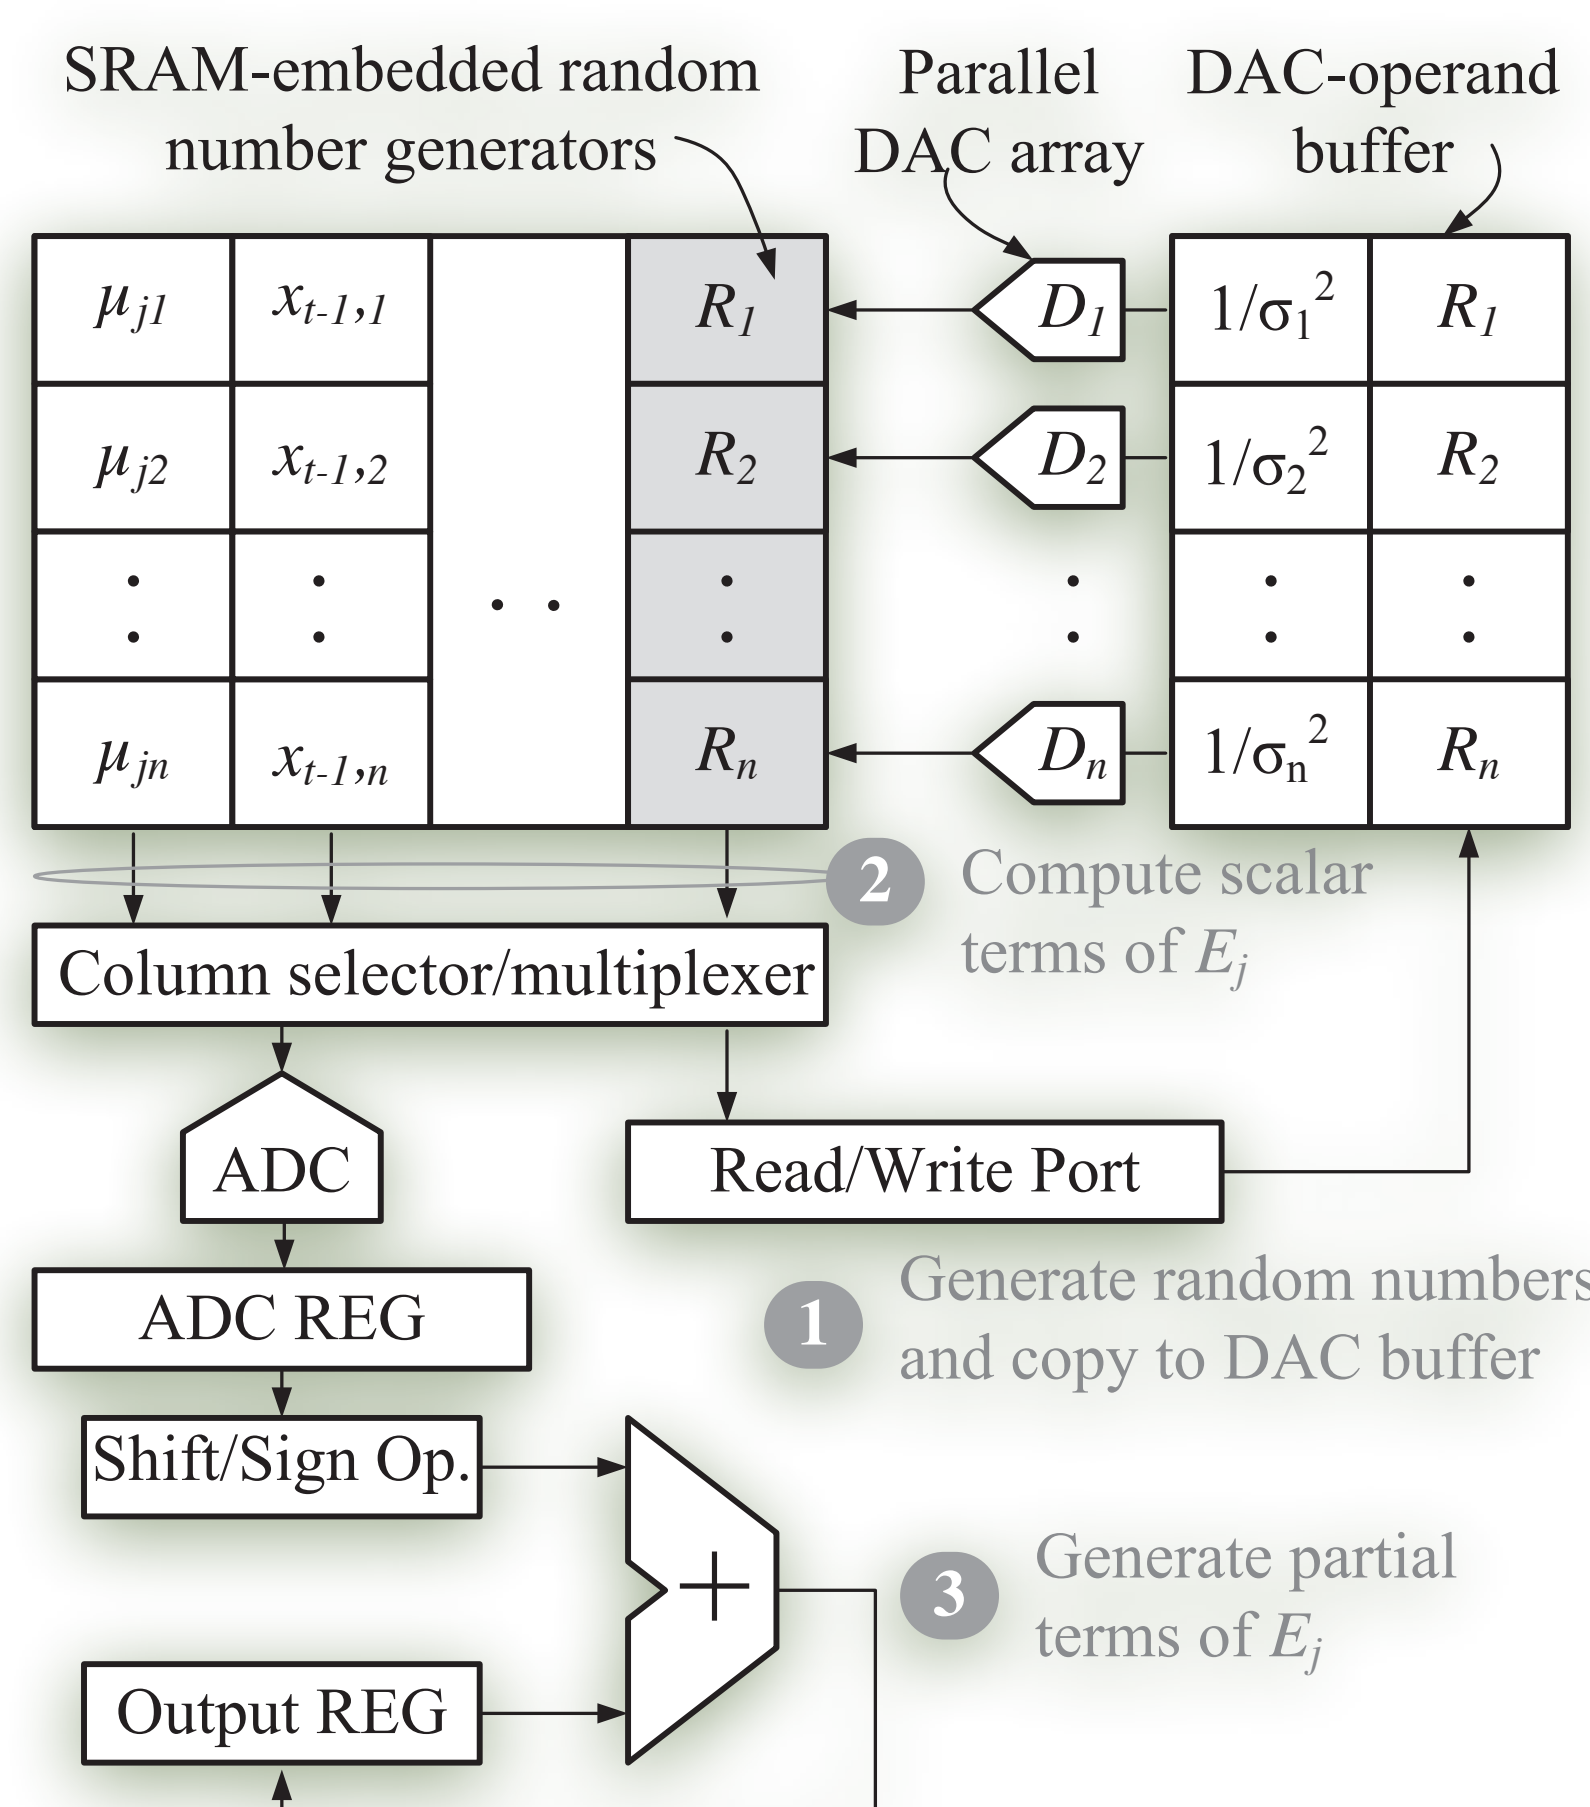 SRAM-embedded random
number generators
Parallel
DAC array
DAC-operand
buffer
μj1 xt-1,1 R1 D1 1/σ1² R1
μj2 xt-1,2 R2 D2 1/σ2² R2
: : . . : : : :
μjn xt-1,n Rn Dn 1/σn² Rn
2 Compute scalar
terms of Ej
Column selector/multiplexer
ADC
Read/Write Port
ADC REG
1 Generate random numbers
and copy to DAC buffer
Shift/Sign Op.
+
3 Generate partial
terms of Ej
Output REG